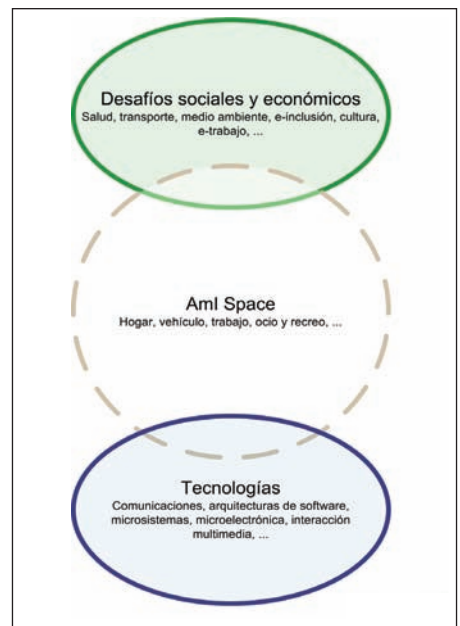 Desafíos sociales y económicos
Salud, transporte, medio ambiente, e-inclusión, cultura,
e-trabajo, ...
AmI Space
Hogar, vehículo, trabajo, ocio y recreo, ...
Tecnologías
Comunicaciones, arquitecturas de software,
microsistemas, microelectrónica, interacción
multimedia, ...